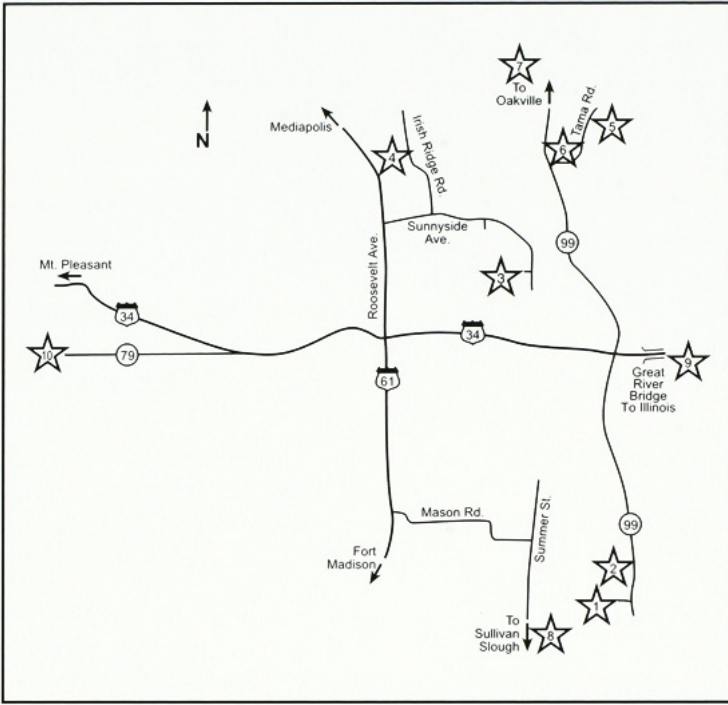 7
To
Oakville
Tama Rd.
5
6
N
Mediapolis
4
Irish Ridge Rd.
Sunnyside
Ave.
99
Roosevelt Ave.
3
Mt. Pleasant
34
34
10
79
9
Great
River
Bridge
To Illinois
61
Mason Rd.
Summer St.
99
Fort
Madison
2
1
To
Sullivan
Slough
8